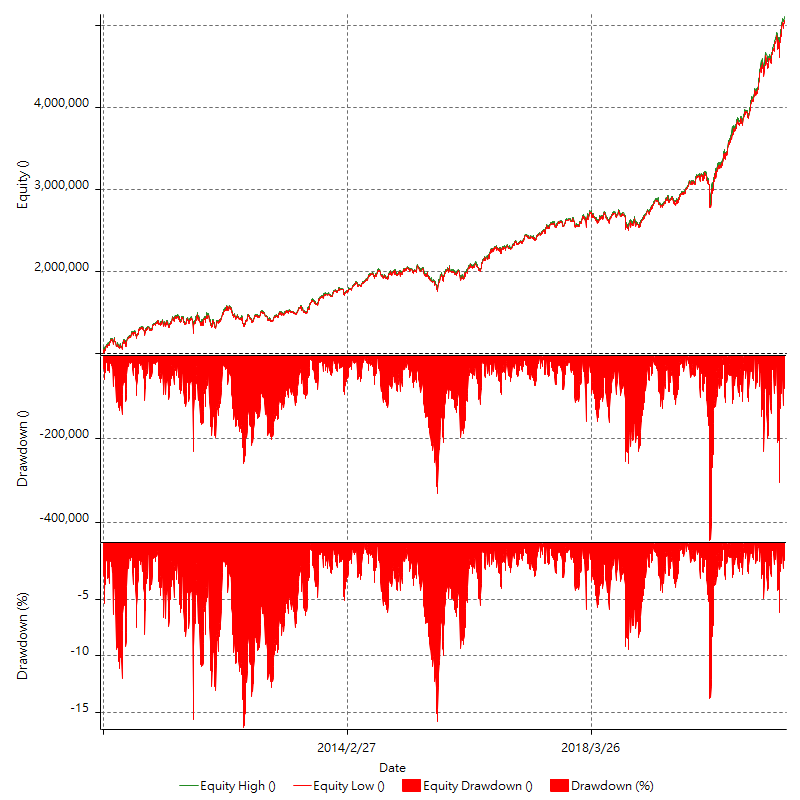 4,000,000
3,000,000
2,000,000
Equity ()
-200,000
-400,000
Drawdown ()
-5
-10
-15
Drawdown (%)
2014/2/27 2018/3/26
Date
Equity High () Equity Low () Equity Drawdown () Drawdown (%)